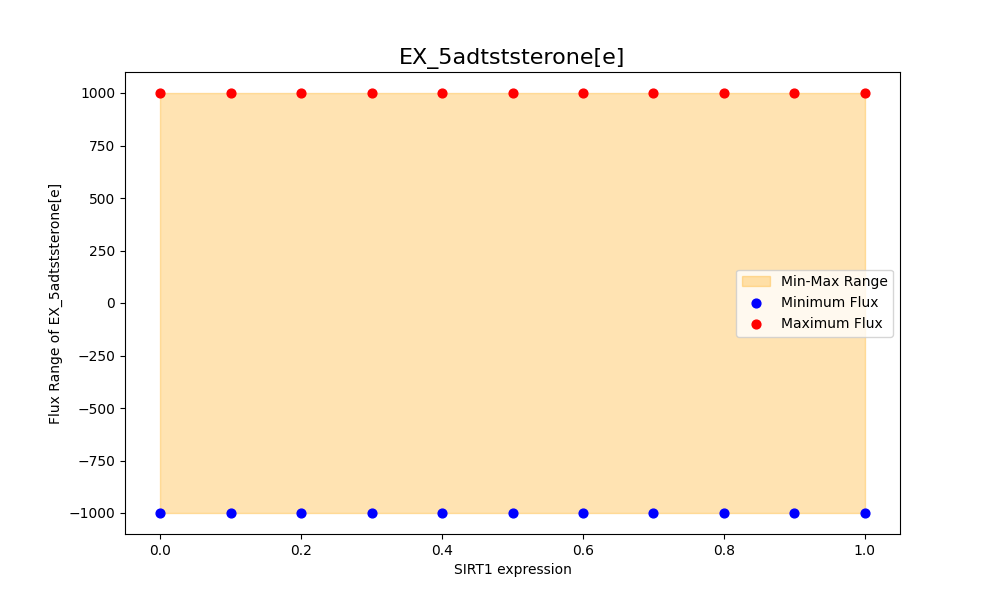 EX_5adtststerone[e]
Flux Range of EX_5adtststerone[e]
1000
750
500
250
0
−250
−500
−750
−1000
Min-Max Range
Minimum Flux
Maximum Flux
0.0 0.2 0.4 0.6 0.8 1.0
SIRT1 expression